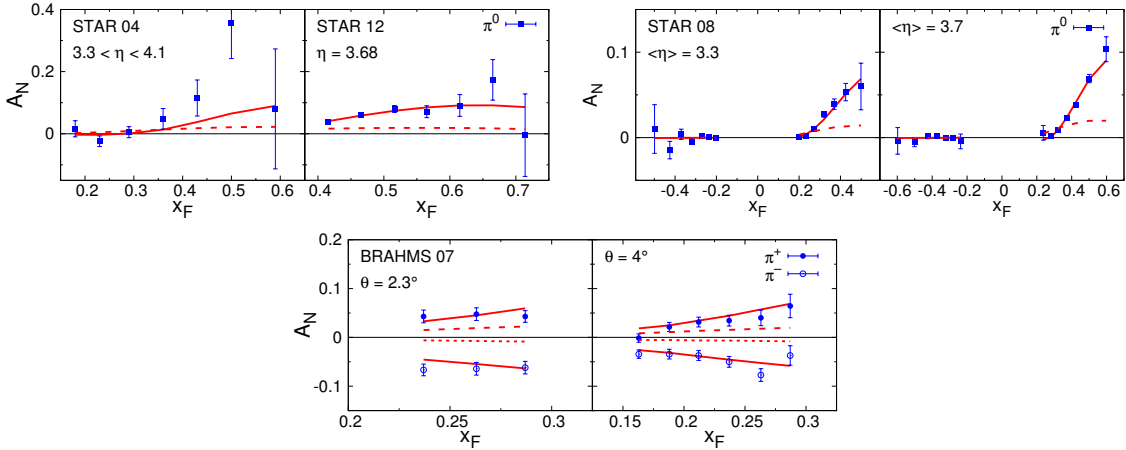 STAR 04
3.3 < η < 4.1
STAR 12
η = 3.68
π⁰
A_N
0.4
0.2
0
0.2 0.3 0.4 0.5 0.6
0.4 0.5 0.6 0.7
x_F
x_F
STAR 08
<η> = 3.3
<η> = 3.7
π⁰
A_N
0.1
0
-0.4 -0.2 0 0.2 0.4
-0.6 -0.4 -0.2 0 0.2 0.4 0.6
x_F
x_F
BRAHMS 07
θ = 2.3°
θ = 4°
π⁺
π⁻
A_N
0.2
0.1
0
-0.1
0.2 0.25 0.3
0.15 0.2 0.25 0.3
x_F
x_F